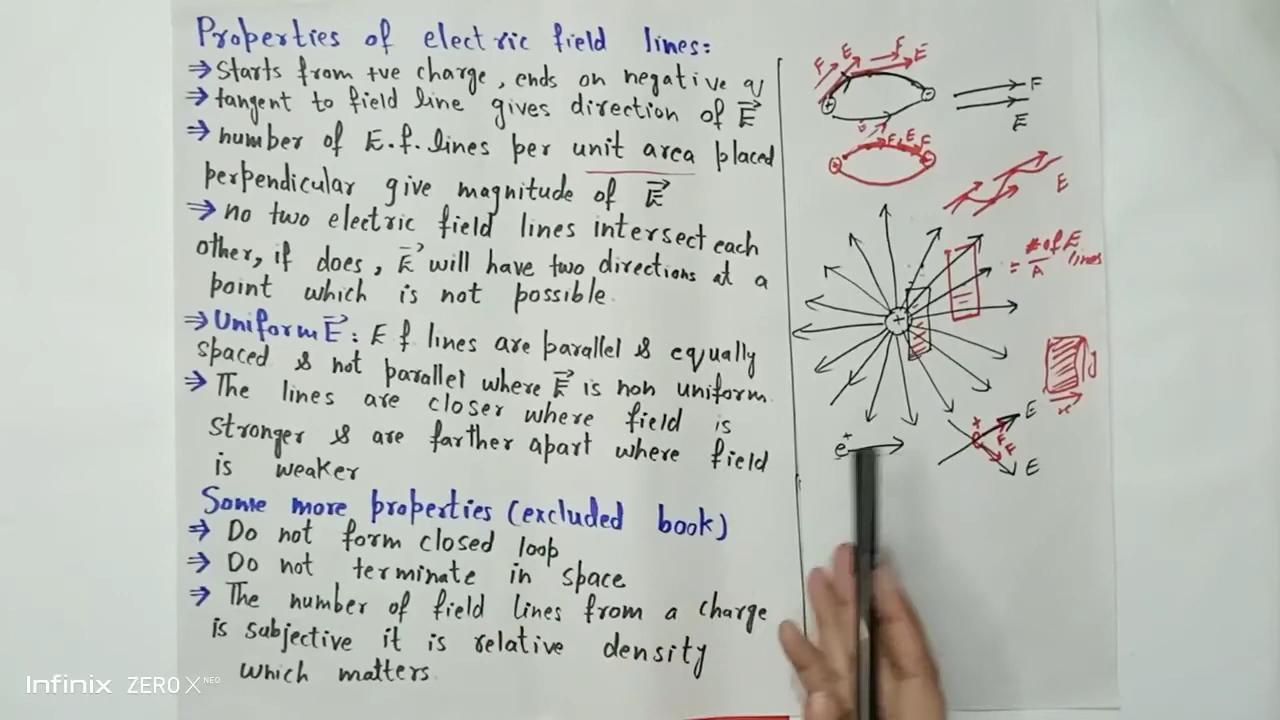 Properties of electric field lines:
⇒ Starts from +ve charge, ends on negative q
⇒ tangent to field line gives direction of E⃗
⇒ number of E.f. lines per unit area placed
perpendicular give magnitude of E⃗
⇒ no two electric field lines intersect each
other, if does, E⃗ will have two directions at a
point which is not possible.
⇒ Uniform E⃗: E f lines are parallel & equally
spaced & not parallel where E⃗ is non uniform.
⇒ The lines are closer where field is
stronger & are farther apart where field
is weaker
Some more properties (excluded book)
⇒ Do not form closed loop
⇒ Do not terminate in space
⇒ The number of field lines from a charge
is subjective it is relative density
which matters.
F E F E
+ - F
E
F E F
+
E
# of E lines
= A
+
E
+
F
F
e+
E
Infinix ZERO X NEO